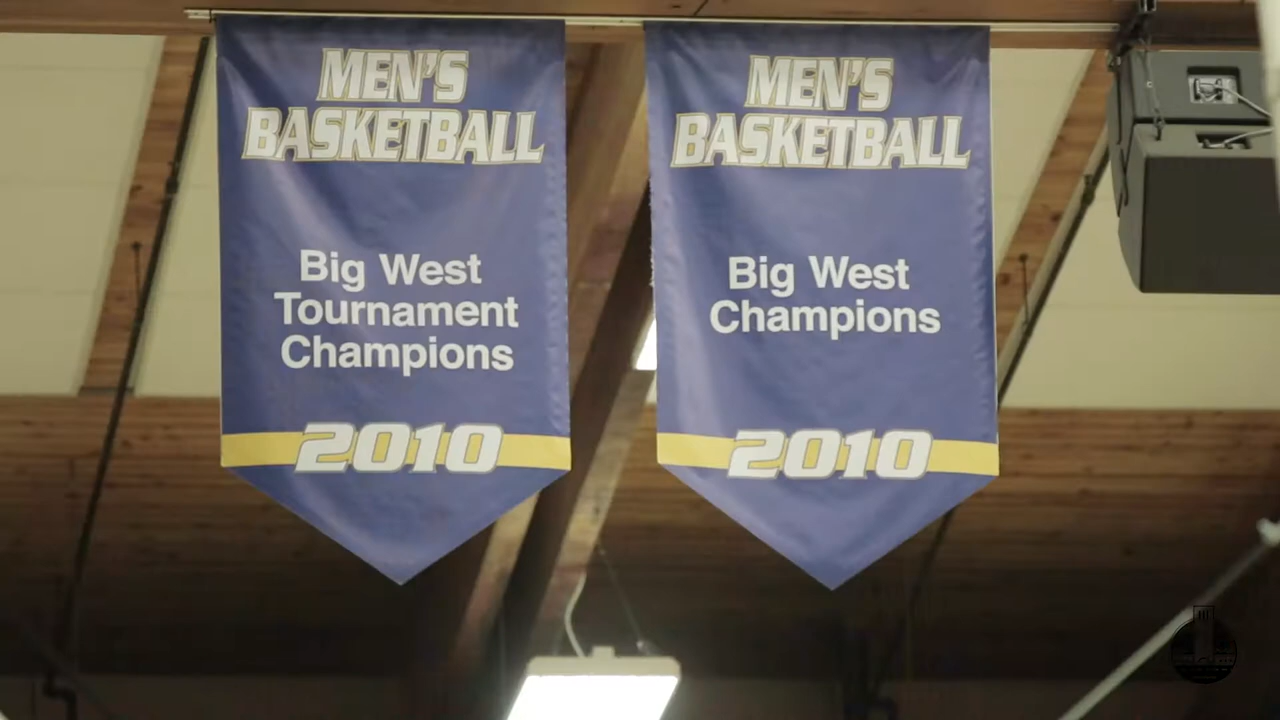 MEN'S
BASKETBALL
Big West
Tournament
Champions
2010
MEN'S
BASKETBALL
Big West
Champions
2010